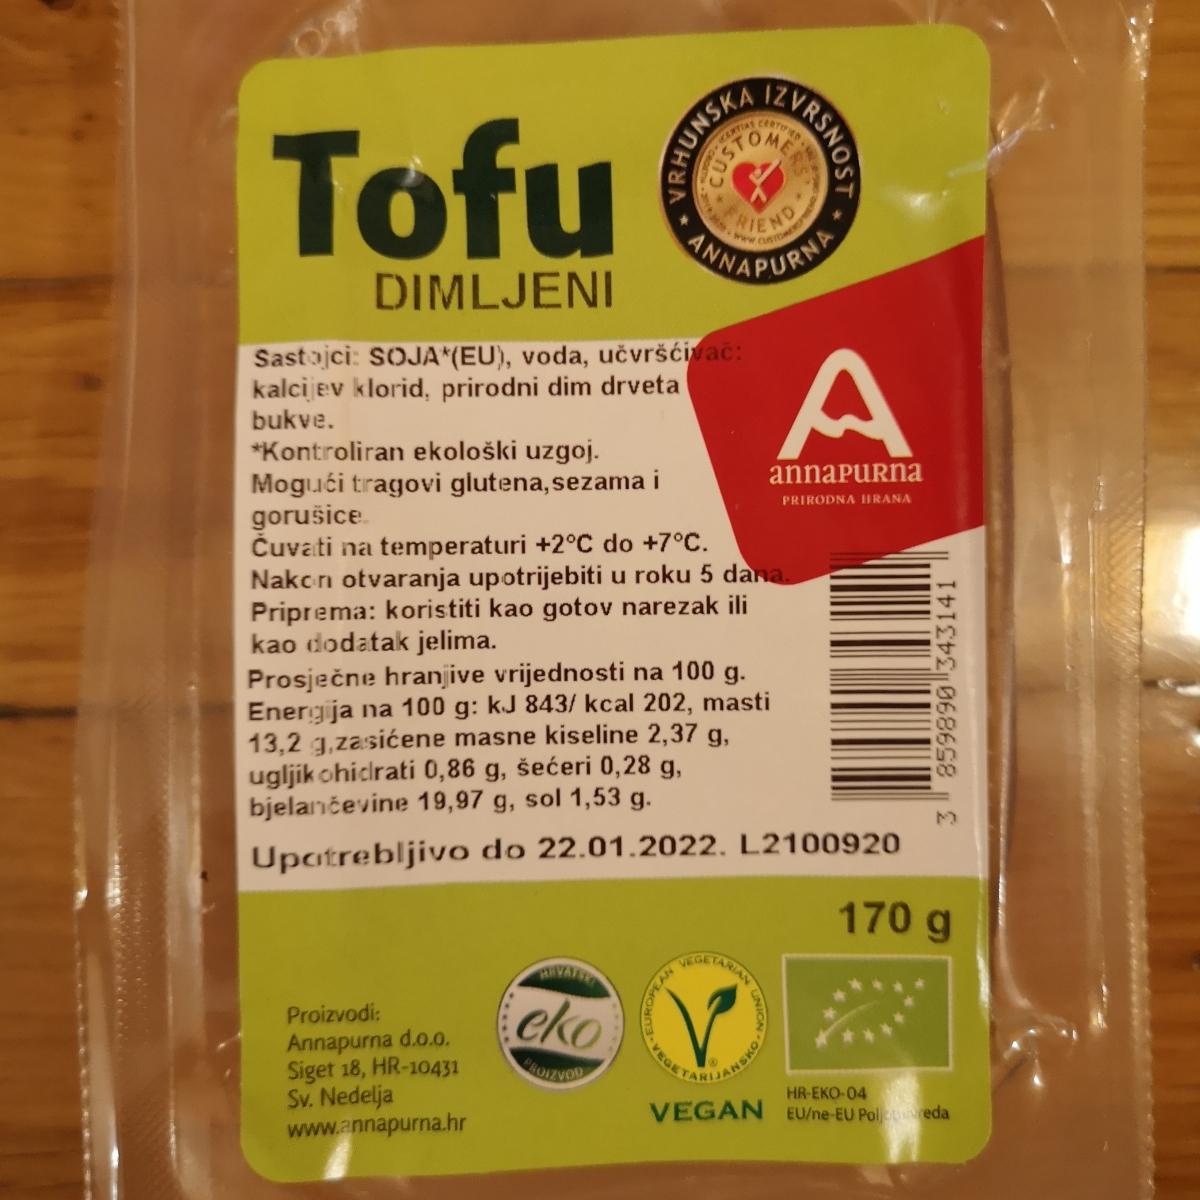 Tofu
DIMLJENI
VRHUNSKA IZVRSNOST
ANNAPURNA
CUSTOMERS'
FRIEND
Sastojci: SOJA*(EU), voda, učvršćivač:
kalcijev klorid, prirodni dim drveta
bukve.
*Kontroliran ekološki uzgoj.
Mogući tragovi glutena,sezama i
gorušice.
Čuvati na temperaturi +2°C do +7°C.
Nakon otvaranja upotrijebiti u roku 5 dana.
Priprema: koristiti kao gotov narezak ili
kao dodatak jelima.
Prosječne hranjive vrijednosti na 100 g.
Energija na 100 g: kJ 843/ kcal 202, masti
13,2 g,zasićene masne kiseline 2,37 g,
ugljikohidrati 0,86 g, šećeri 0,28 g,
bjelančevine 19,97 g, sol 1,53 g.
Upotrebljivo do 22.01.2022. L2100920
A
annapurna
PRIRODNA HRANA
3 859890 343141
170 g
Proizvodi:
Annapurna d.o.o.
Siget 18, HR-10431
Sv. Nedelja
www.annapurna.hr
HRVATSKI
eko
PROIZVOD
EUROPEAN VEGETARIAN UNION
VEGETARIJANSKO
VEGAN
HR-EKO-04
EU/ne-EU Poljoprivreda